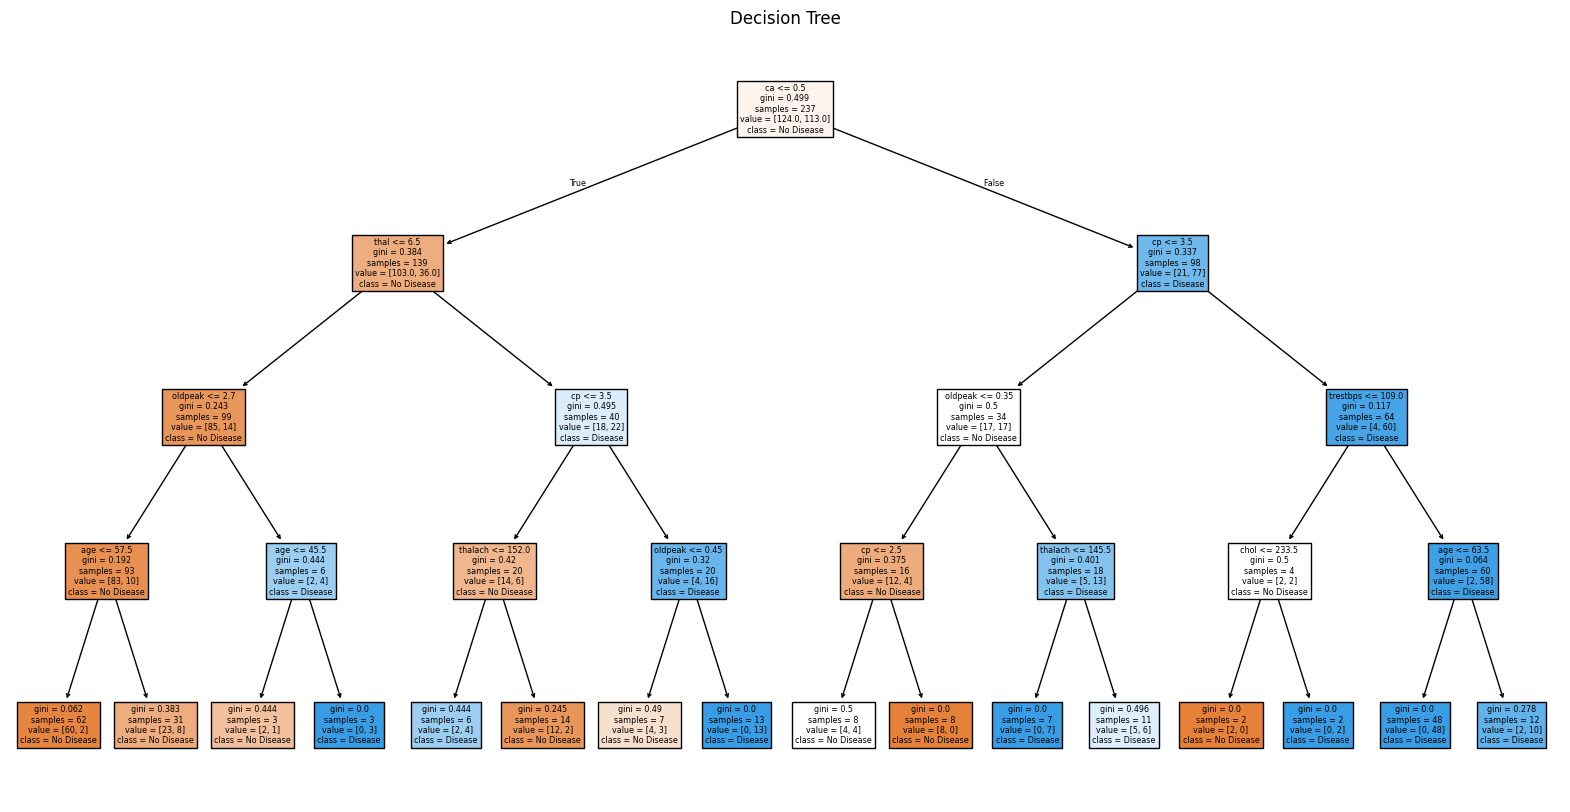 Decision Tree
ca <= 0.5
gini = 0.499
samples = 237
value = [124.0, 113.0]
class = No Disease
True
False
thal <= 6.5
gini = 0.384
samples = 139
value = [103.0, 36.0]
class = No Disease
cp <= 3.5
gini = 0.337
samples = 98
value = [21, 77]
class = Disease
oldpeak <= 2.7
gini = 0.243
samples = 99
value = [85, 14]
class = No Disease
cp <= 3.5
gini = 0.495
samples = 40
value = [18, 22]
class = Disease
oldpeak <= 0.35
gini = 0.5
samples = 34
value = [17, 17]
class = No Disease
trestbps <= 109.0
gini = 0.117
samples = 64
value = [4, 60]
class = Disease
age <= 57.5
gini = 0.192
samples = 93
value = [83, 10]
class = No Disease
age <= 45.5
gini = 0.444
samples = 6
value = [2, 4]
class = Disease
thalach <= 152.0
gini = 0.42
samples = 20
value = [14, 6]
class = No Disease
oldpeak <= 0.45
gini = 0.32
samples = 20
value = [4, 16]
class = Disease
cp <= 2.5
gini = 0.375
samples = 16
value = [12, 4]
class = No Disease
thalach <= 145.5
gini = 0.401
samples = 18
value = [5, 13]
class = Disease
chol <= 233.5
gini = 0.5
samples = 4
value = [2, 2]
class = No Disease
age <= 63.5
gini = 0.064
samples = 60
value = [2, 58]
class = Disease
gini = 0.062
samples = 62
value = [60, 2]
class = No Disease
gini = 0.383
samples = 31
value = [23, 8]
class = No Disease
gini = 0.444
samples = 3
value = [2, 1]
class = No Disease
gini = 0.0
samples = 3
value = [0, 3]
class = Disease
gini = 0.444
samples = 6
value = [2, 4]
class = Disease
gini = 0.245
samples = 14
value = [12, 2]
class = No Disease
gini = 0.49
samples = 7
value = [4, 3]
class = No Disease
gini = 0.0
samples = 13
value = [0, 13]
class = Disease
gini = 0.5
samples = 8
value = [4, 4]
class = No Disease
gini = 0.0
samples = 8
value = [8, 0]
class = No Disease
gini = 0.0
samples = 7
value = [0, 7]
class = Disease
gini = 0.496
samples = 11
value = [5, 6]
class = Disease
gini = 0.0
samples = 2
value = [2, 0]
class = No Disease
gini = 0.0
samples = 2
value = [0, 2]
class = Disease
gini = 0.0
samples = 48
value = [0, 48]
class = Disease
gini = 0.278
samples = 12
value = [2, 10]
class = Disease